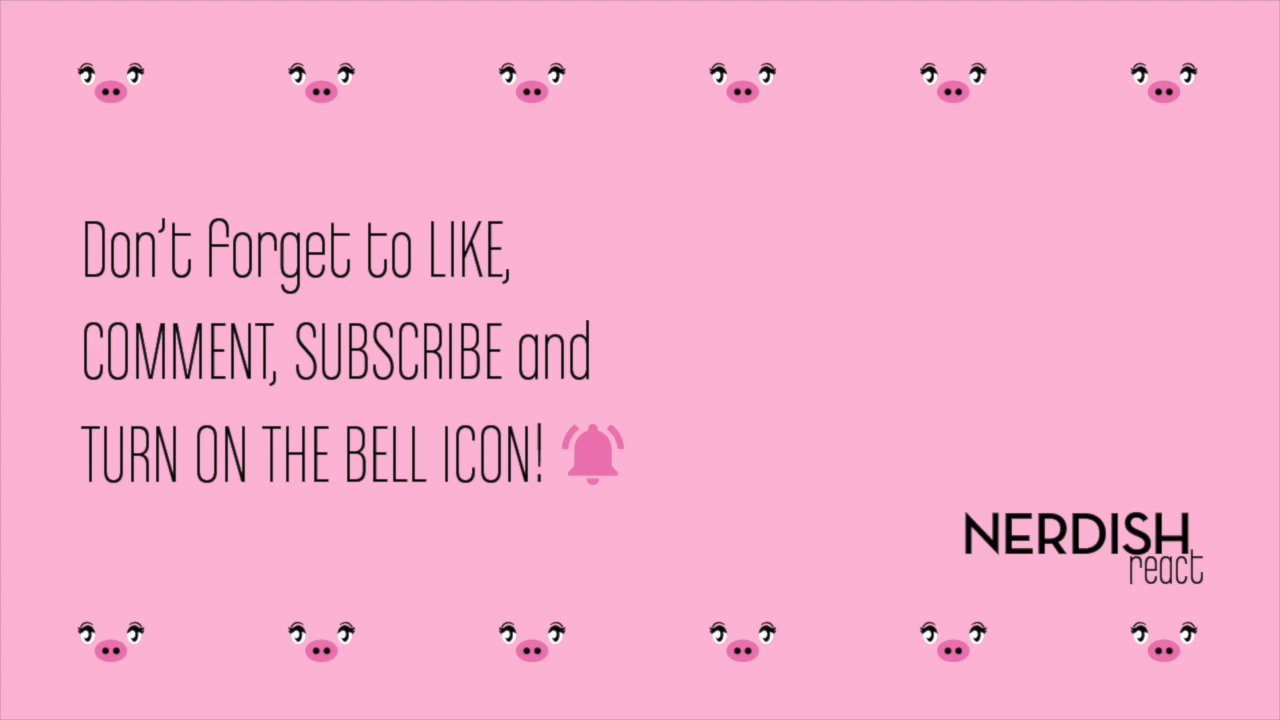 Don't forget to LIKE,
COMMENT, SUBSCRIBE and
TURN ON THE BELL ICON!
NERDISH
react